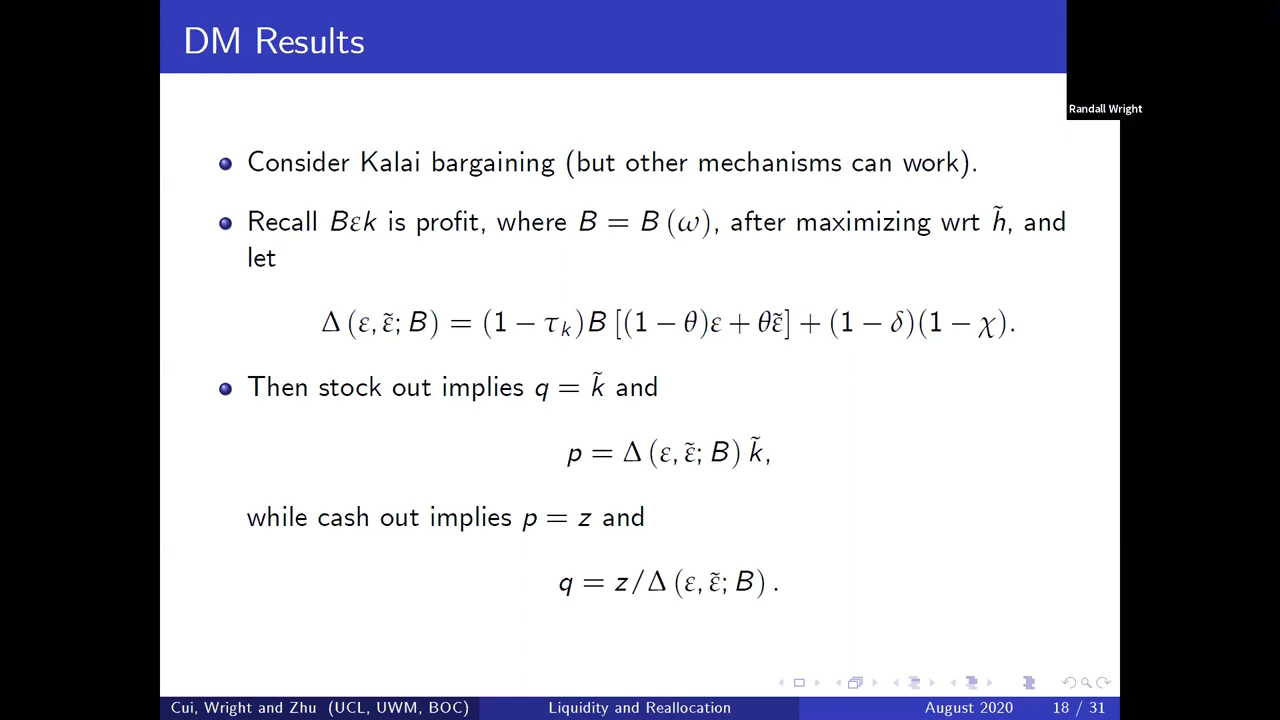 DM Results
Randall Wright
Consider Kalai bargaining (but other mechanisms can work).
Recall Bεk is profit, where B = B (ω), after maximizing wrt h̃, and
let
Δ (ε, ε̃; B) = (1 − τₖ)B [(1 − θ)ε + θε̃] + (1 − δ)(1 − χ).
Then stock out implies q = k̃ and
p = Δ (ε, ε̃; B) k̃,
while cash out implies p = z and
q = z/Δ (ε, ε̃; B) .
Cui, Wright and Zhu (UCL, UWM, BOC) Liquidity and Reallocation August 2020 18 / 31